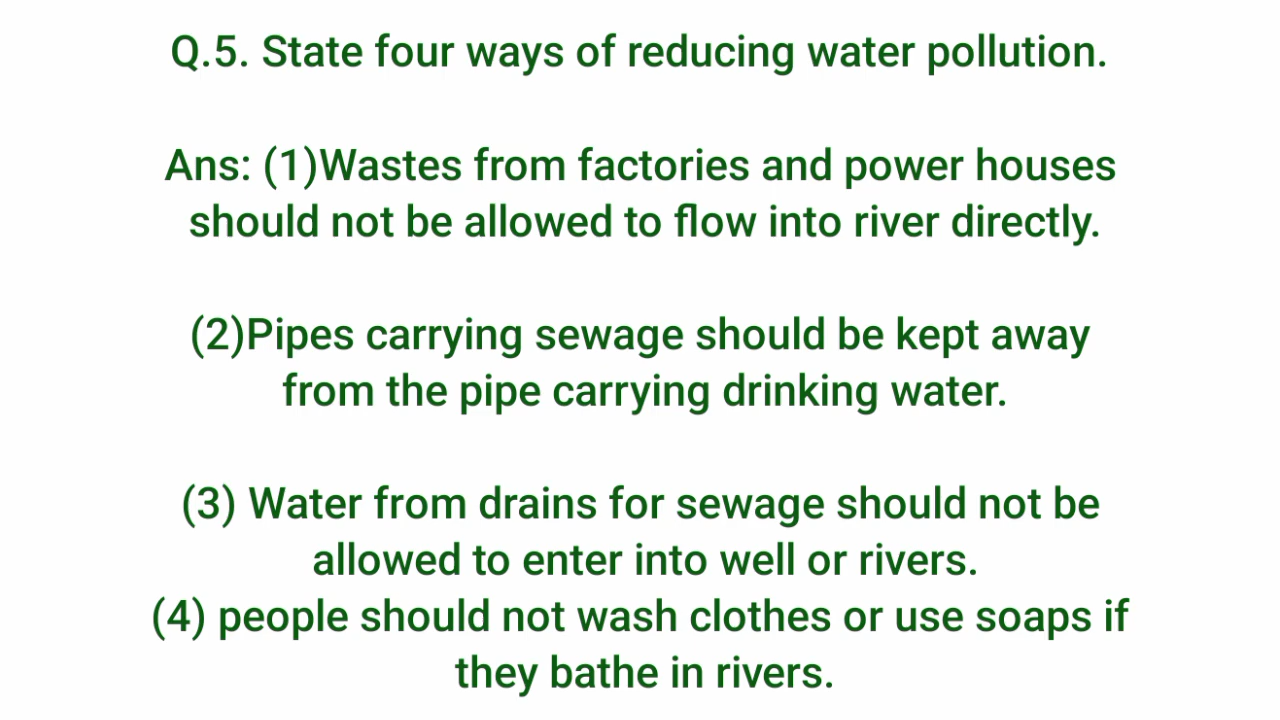 Q.5. State four ways of reducing water pollution.
Ans: (1)Wastes from factories and power houses
should not be allowed to flow into river directly.
(2)Pipes carrying sewage should be kept away
from the pipe carrying drinking water.
(3) Water from drains for sewage should not be
allowed to enter into well or rivers.
(4) people should not wash clothes or use soaps if
they bathe in rivers.